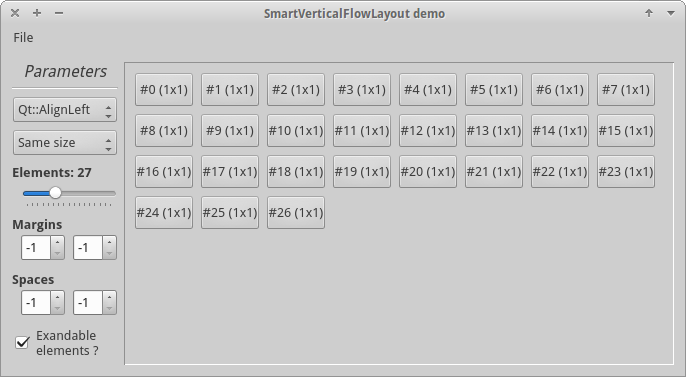 SmartVerticalFlowLayout demo
File
Parameters
Qt::AlignLeft
Same size
Elements: 27
Margins
-1 -1
Spaces
-1 -1
Exandable
elements ?
#0 (1x1) #1 (1x1) #2 (1x1) #3 (1x1) #4 (1x1) #5 (1x1) #6 (1x1) #7 (1x1)
#8 (1x1) #9 (1x1) #10 (1x1) #11 (1x1) #12 (1x1) #13 (1x1) #14 (1x1) #15 (1x1)
#16 (1x1) #17 (1x1) #18 (1x1) #19 (1x1) #20 (1x1) #21 (1x1) #22 (1x1) #23 (1x1)
#24 (1x1) #25 (1x1) #26 (1x1)